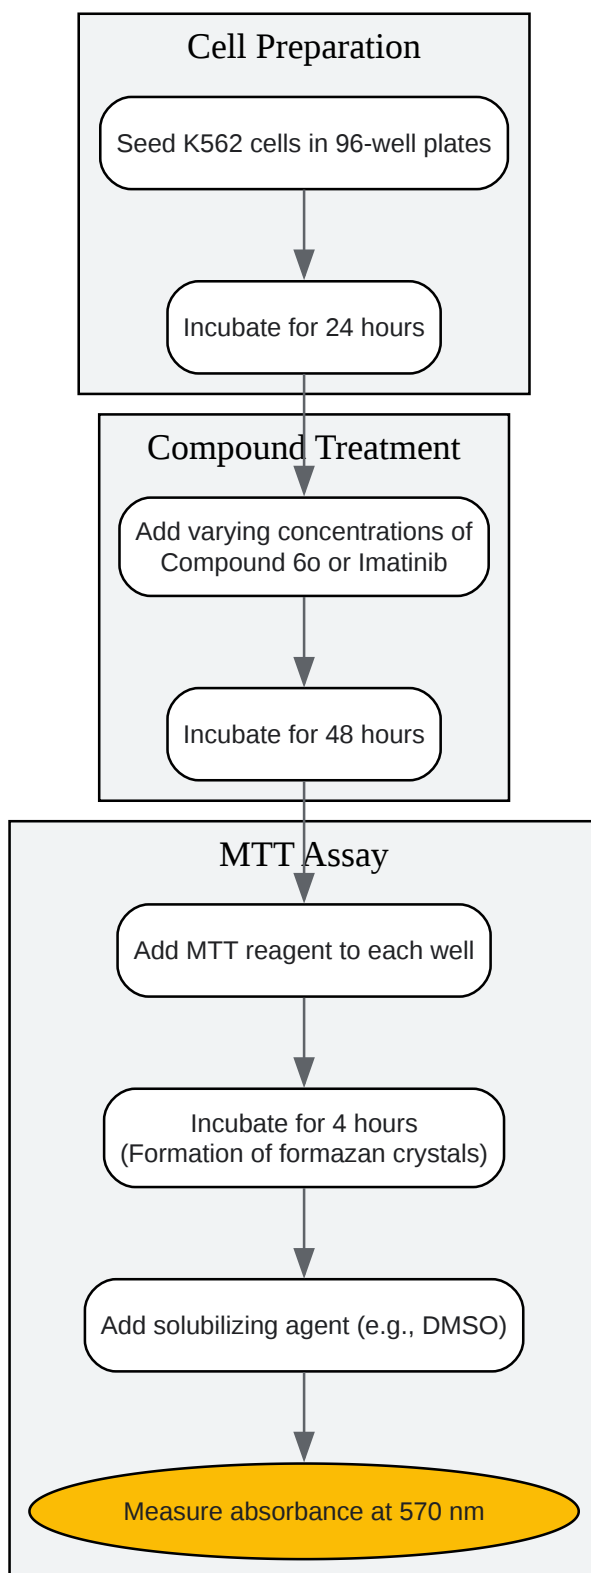 Cell Preparation
Seed K562 cells in 96-well plates
Incubate for 24 hours
Compound Treatment
Add varying concentrations of
Compound 6o or Imatinib
Incubate for 48 hours
MTT Assay
Add MTT reagent to each well
Incubate for 4 hours
(Formation of formazan crystals)
Add solubilizing agent (e.g., DMSO)
Measure absorbance at 570 nm